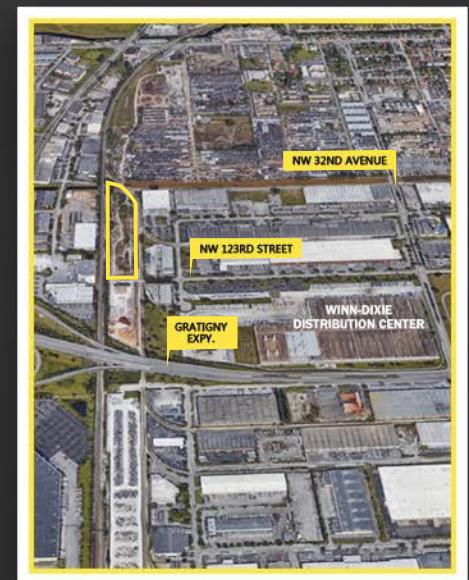 NW 32ND AVENUE
NW 123RD STREET
WINN-DIXIE
DISTRIBUTION CENTER
GRATIGNY
EXPY.